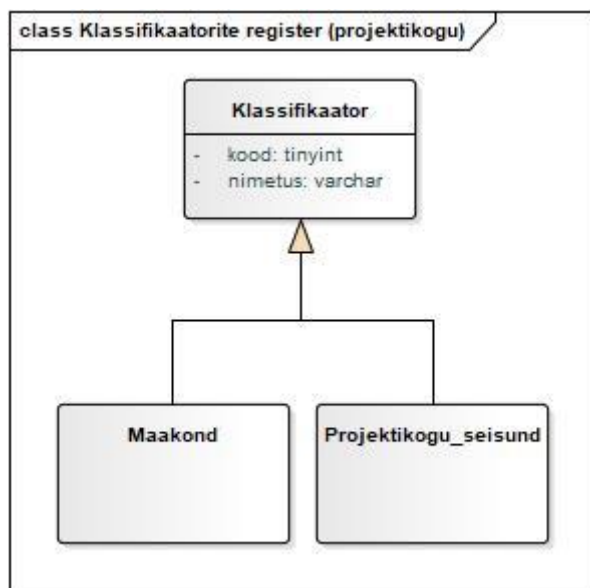 class Klassifikaatorite register (projektikogu)
Klassifikaator
- kood: tinyint
- nimetus: varchar
Maakond
Projektikogu_seisund